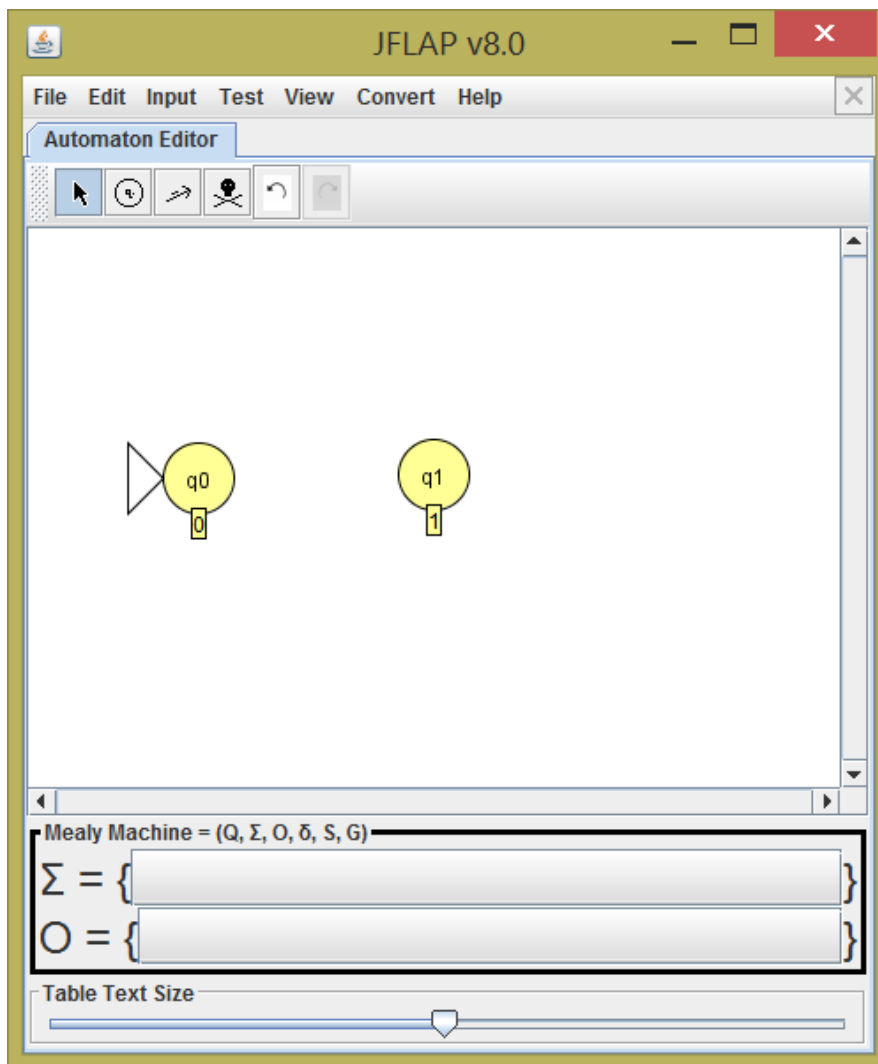 JFLAP v8.0
File Edit Input Test View Convert Help
Automaton Editor
q
q0
0
q1
1
Mealy Machine = (Q, Σ, O, δ, S, G)
Σ = { }
O = { }
Table Text Size